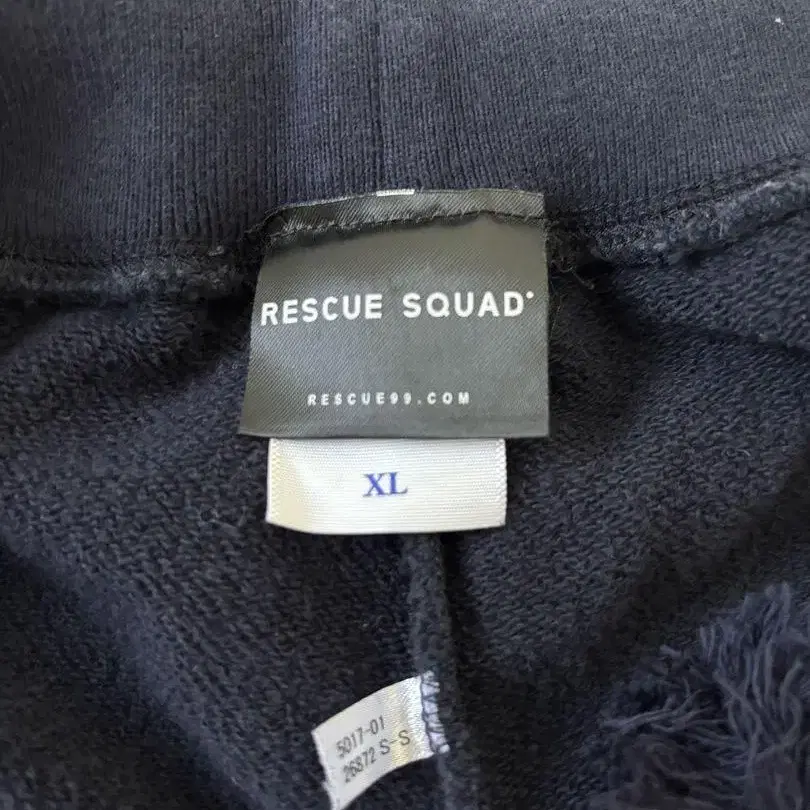 RESCUE SQUAD
RESCUE99.COM
XL
5017-01
26872 S-S